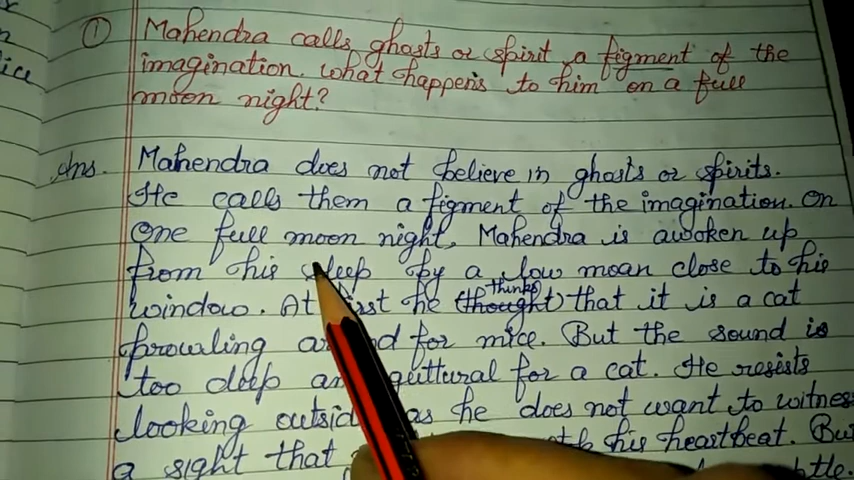 ① Mahendra calls ghosts or spirit a figment of the
imagination. What happens to him on a full
moon night?
Ans. Mahendra does not believe in ghosts or spirits.
He calls them a figment of the imagination. On
One full moon night, Mahendra is awoken up
from his sleep by a low moan close to his
window. At first he thinks (thought) that it is a cat
prowling for mice. But the sound is
too deep guttural for a cat. He resists
looking outside as he does not want to witness
a sight that his heartbeat. But